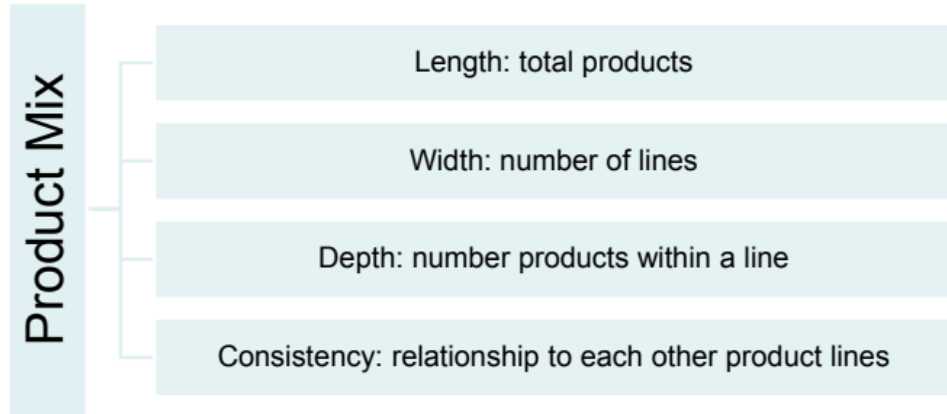 Product Mix
Length: total products
Width: number of lines
Depth: number products within a line
Consistency: relationship to each other product lines